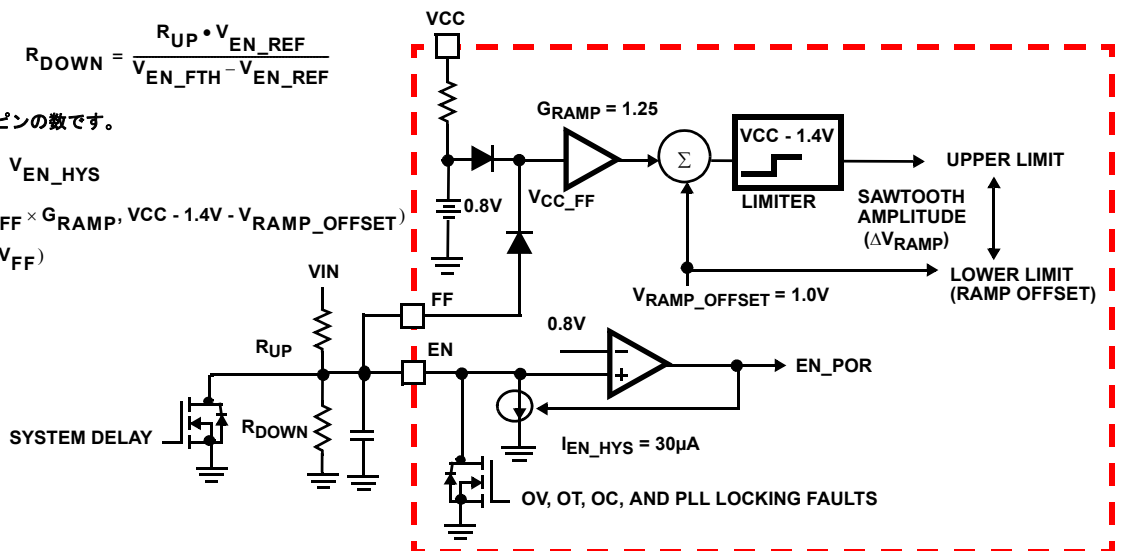 R_DOWN = R_UP • V_EN_REF / V_EN_FTH – V_EN_REF
ピンの数です。
V_EN_HYS
FF × G_RAMP, VCC - 1.4V - V_RAMP_OFFSET)
V_FF)
VCC
G_RAMP = 1.25
0.8V
V_CC_FF
Σ
VCC - 1.4V
LIMITER
UPPER LIMIT
SAWTOOTH
AMPLITUDE
(ΔV_RAMP)
LOWER LIMIT
(RAMP OFFSET)
V_RAMP_OFFSET = 1.0V
VIN
FF
R_UP
EN
0.8V
–
+
EN_POR
SYSTEM DELAY
R_DOWN
I_EN_HYS = 30µA
OV, OT, OC, AND PLL LOCKING FAULTS